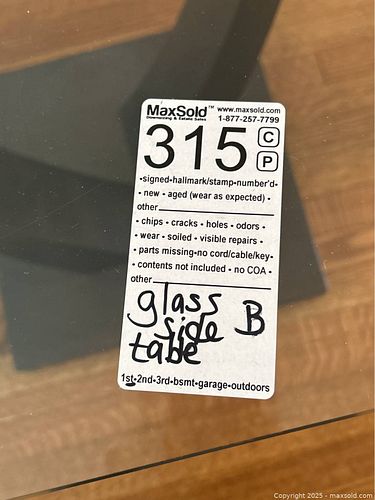 MaxSold™ www.maxsold.com
Downsizing & Estate Sales 1-877-257-7799
315 C
P
•signed•hallmark/stamp•number'd•
• new • aged (wear as expected) •
other
• chips • cracks • holes • odors •
• wear • soiled • visible repairs •
• parts missing•no cord/cable/key•
• contents not included • no COA •
other
glass
side B
table
1st•2nd•3rd•bsmt•garage•outdoors
Copyright 2025 - maxsold.com